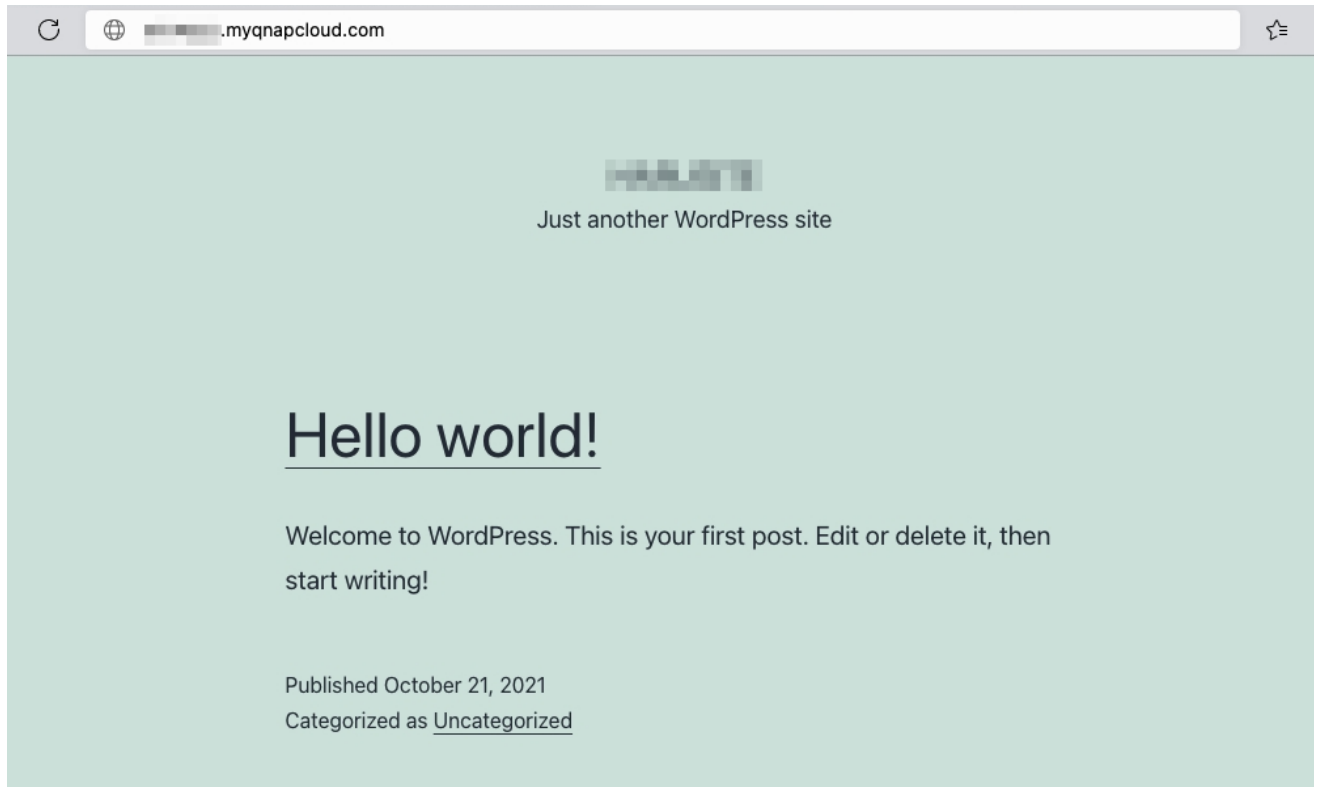 .myqnapcloud.com
Just another WordPress site
Hello world!
Welcome to WordPress. This is your first post. Edit or delete it, then
start writing!
Published October 21, 2021
Categorized as Uncategorized